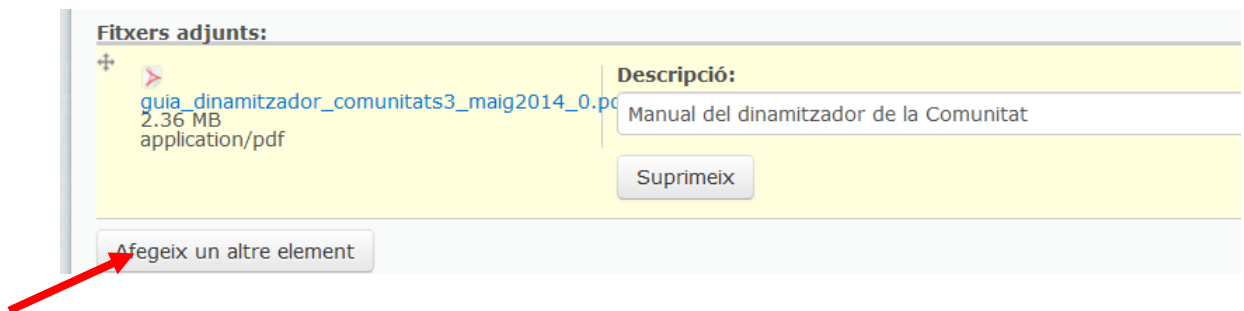 Fitxers adjunts:
guia_dinamitzador_comunitats3_maig2014_0.pd
2.36 MB
application/pdf
Descripció:
Manual del dinamitzador de la Comunitat
Suprimeix
Afegeix un altre element